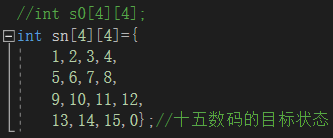 //int s0[4][4];
int sn[4][4]={
1,2,3,4,
5,6,7,8,
9,10,11,12,
13,14,15,0};//十五数码的目标状态